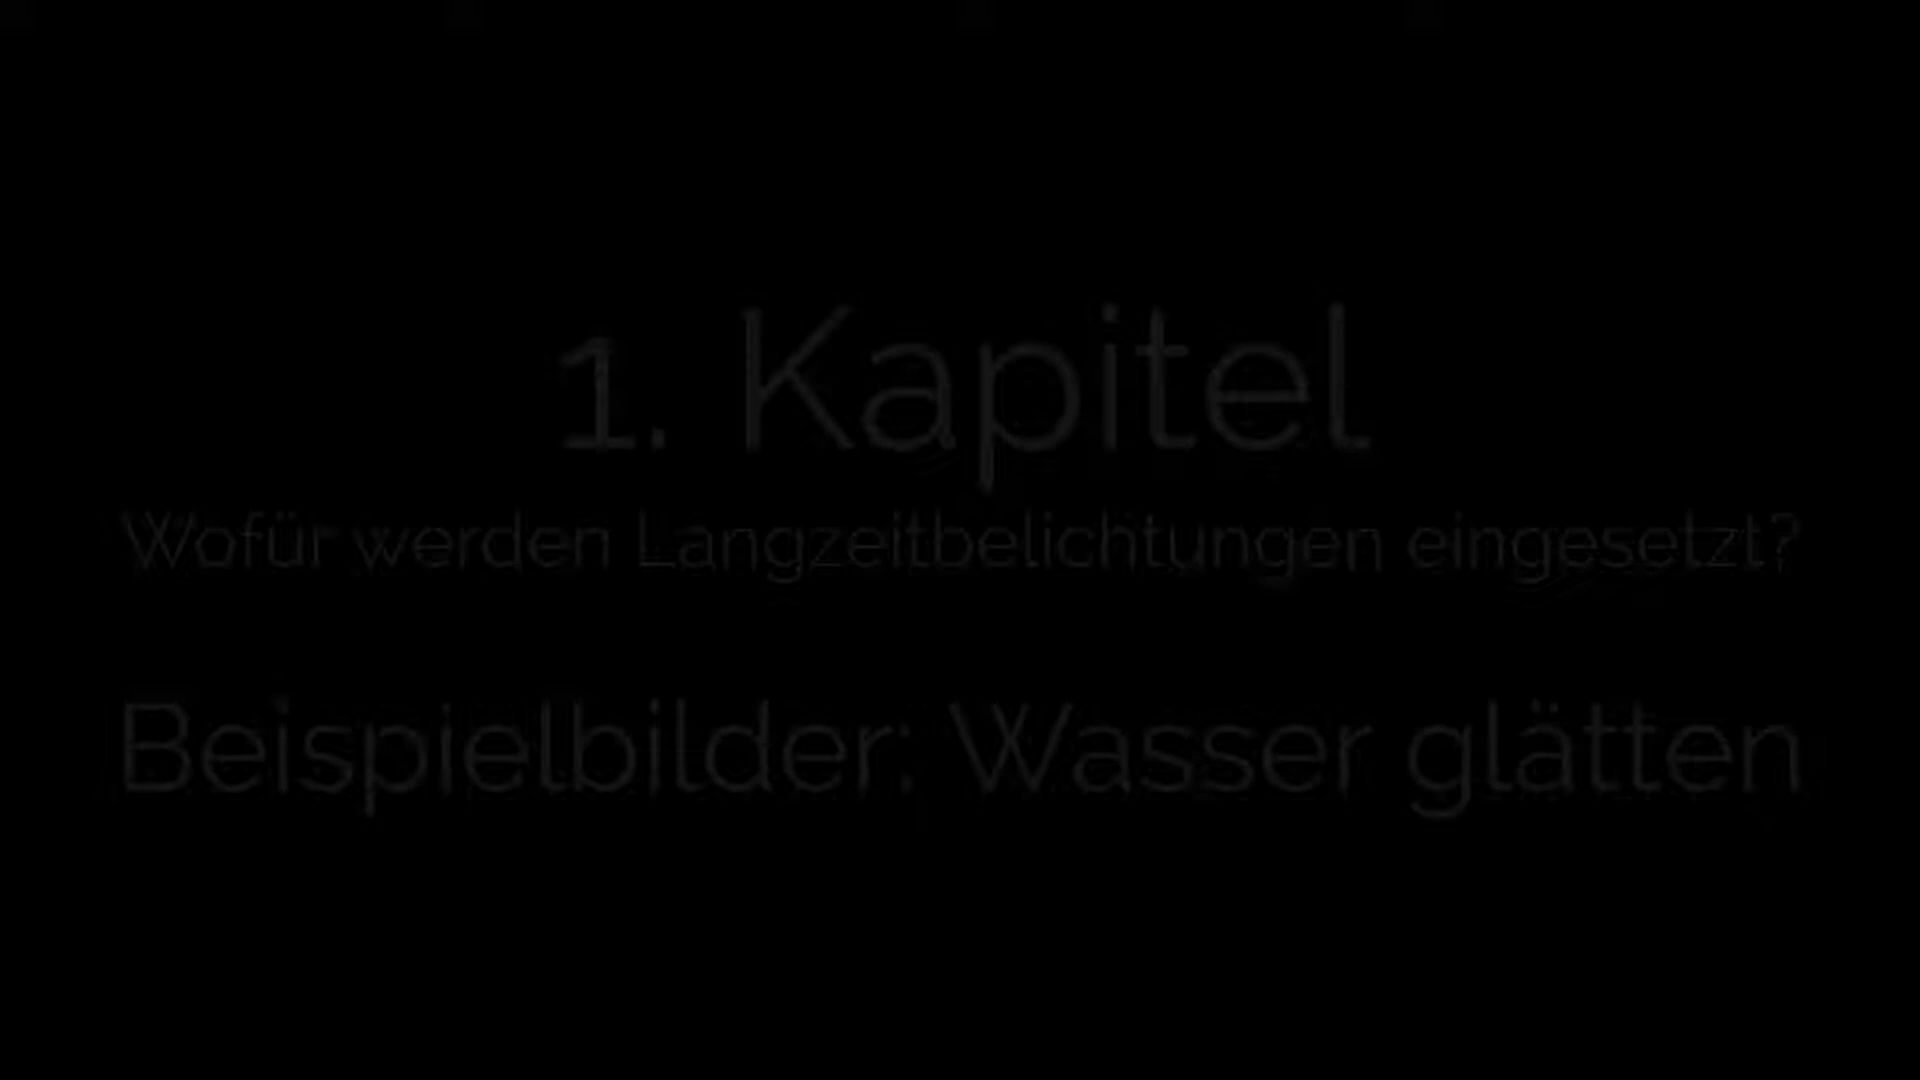 1. Kapitel
Wofür werden Langzeitbelichtungen eingesetzt?
Beispielbilder: Wasser glätten